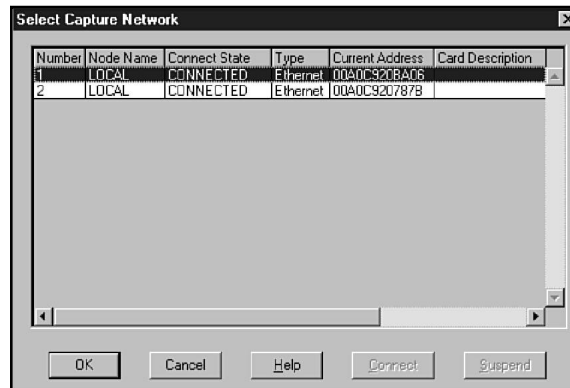 Select Capture Network
Number Node Name Connect State Type Current Address Card Description
1 LOCAL CONNECTED Ethernet 00A0C920BA06
2 LOCAL CONNECTED Ethernet 00A0C920787B
OK Cancel Help Connect Suspend